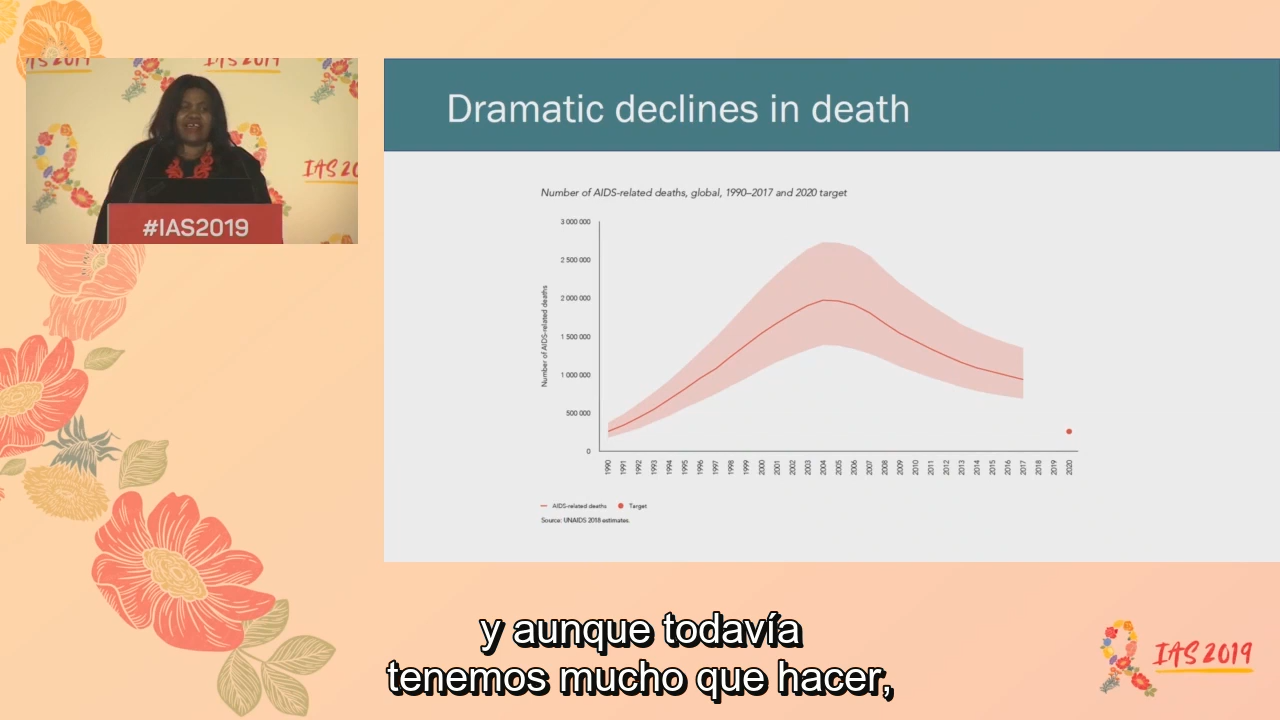 IAS 2019
IAS 2019
IAS 20
#IAS2019
Dramatic declines in death
Number of AIDS-related deaths, global, 1990–2017 and 2020 target
3 000 000
2 500 000
2 000 000
1 500 000
1 000 000
500 000
0
Number of AIDS-related deaths
1990 1991 1992 1993 1994 1995 1996 1997 1998 1999 2000 2001 2002 2003 2004 2005 2006 2007 2008 2009 2010 2011 2012 2013 2014 2015 2016 2017 2018 2019 2020
AIDS-related deaths Target
Source: UNAIDS 2018 estimates.
y aunque todavía
tenemos mucho que hacer,
IAS 2019